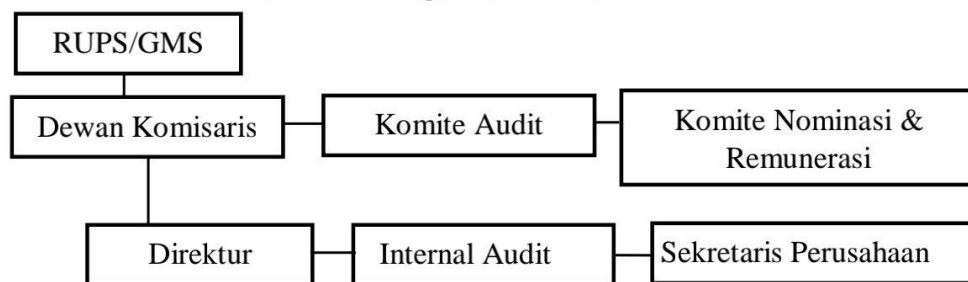 RUPS/GMS
Dewan Komisaris
Komite Audit
Komite Nominasi &
Remunerasi
Direktur
Internal Audit
Sekretaris Perusahaan